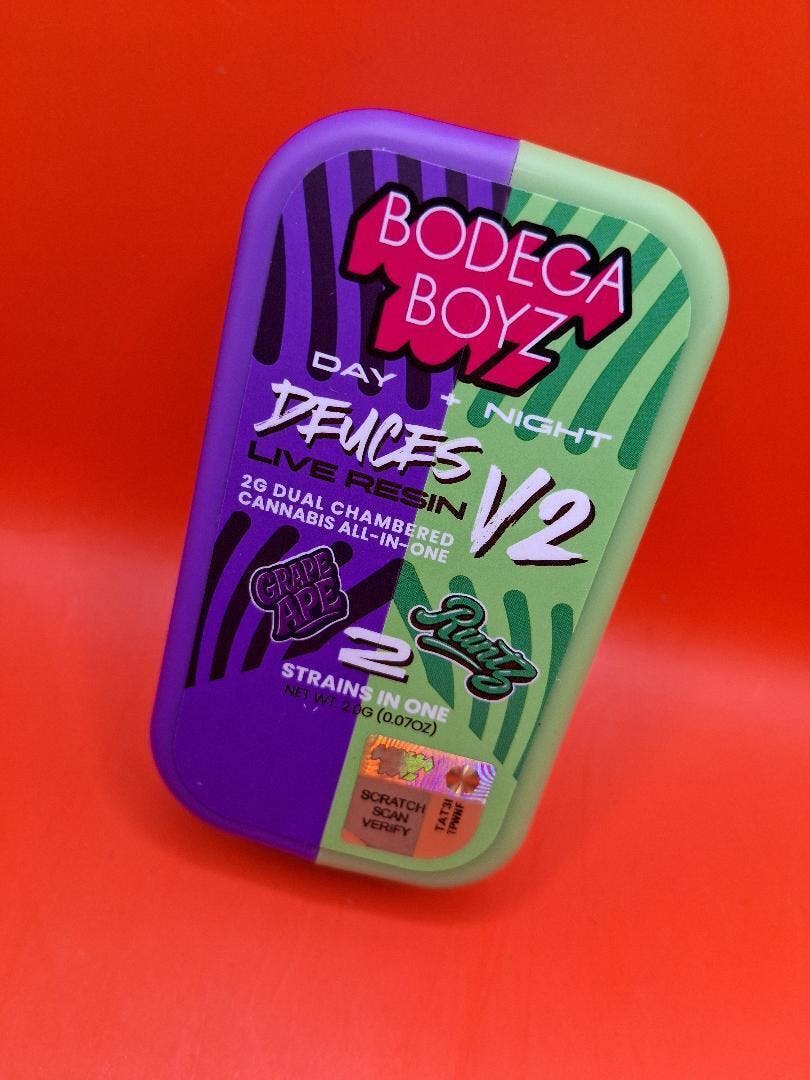 BODEGA
BOYZ
DAY + NIGHT
DEUCES
LIVE RESIN
V2
2G DUAL CHAMBERED
CANNABIS ALL-IN-ONE
GRAPE
APE
Runtz
2
STRAINS IN ONE
NET WT. 2.0G (0.07OZ)
SCRATCH
SCAN
VERIFY
TAT3I